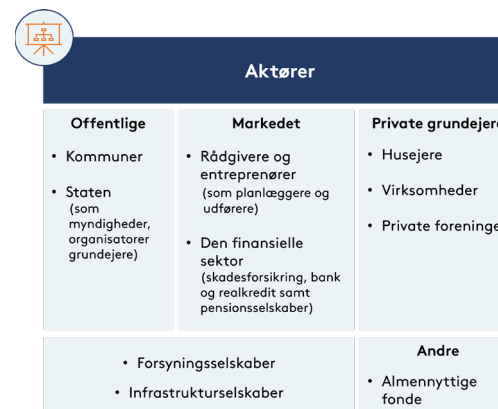 Aktører
Offentlige
• Kommuner
• Staten
(som
myndigheder,
organisatorer
grundejere)
Markedet
• Rådgivere og
entreprenører
(som planlæggere og
udførere)
• Den finansielle
sektor
(skadesforsikring, bank
og realkredit samt
pensionsselskaber)
Private grundejere
• Husejere
• Virksomheder
• Private foreninge
• Forsyningsselskaber
• Infrastrukturselskaber
Andre
• Almennyttige
fonde